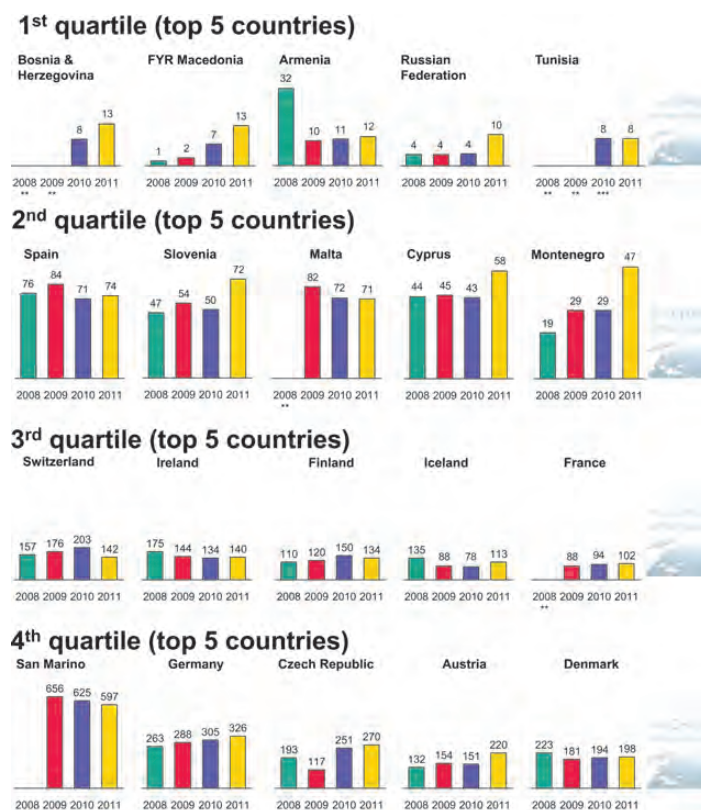 1st quartile (top 5 countries)
Bosnia & Herzegovina
FYR Macedonia
Armenia
Russian Federation
Tunisia
8 13
1 2 7 13
32 10 11 12
4 4 4 10
8 8
2008 2009 2010 2011 2008 2009 2010 2011 2008 2009 2010 2011 2008 2009 2010 2011 2008 2009 2010 2011
** ** ** ** ***
2nd quartile (top 5 countries)
Spain Slovenia Malta Cyprus Montenegro
76 84 71 74
47 54 50 72
82 72 71
44 45 43 58
19 29 29 47
2008 2009 2010 2011 2008 2009 2010 2011 2008 2009 2010 2011 2008 2009 2010 2011 2008 2009 2010 2011
**
3rd quartile (top 5 countries)
Switzerland Ireland Finland Iceland France
157 176 203 142
175 144 134 140
110 120 150 134
135 88 78 113
88 94 102
2008 2009 2010 2011 2008 2009 2010 2011 2008 2009 2010 2011 2008 2009 2010 2011 2008 2009 2010 2011
**
4th quartile (top 5 countries)
San Marino Germany Czech Republic Austria Denmark
656 625 597
263 288 305 326
193 117 251 270
132 154 151 220
223 181 194 198
2008 2009 2010 2011 2008 2009 2010 2011 2008 2009 2010 2011 2008 2009 2010 2011 2008 2009 2010 2011